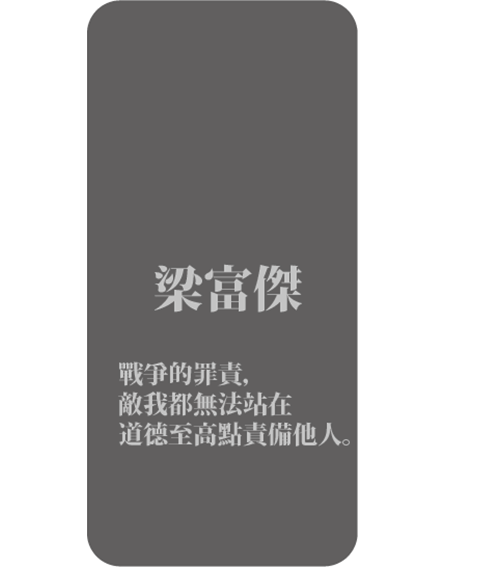 梁富傑
戰爭的罪責,
敵我都無法站在
道德至高點責備他人。